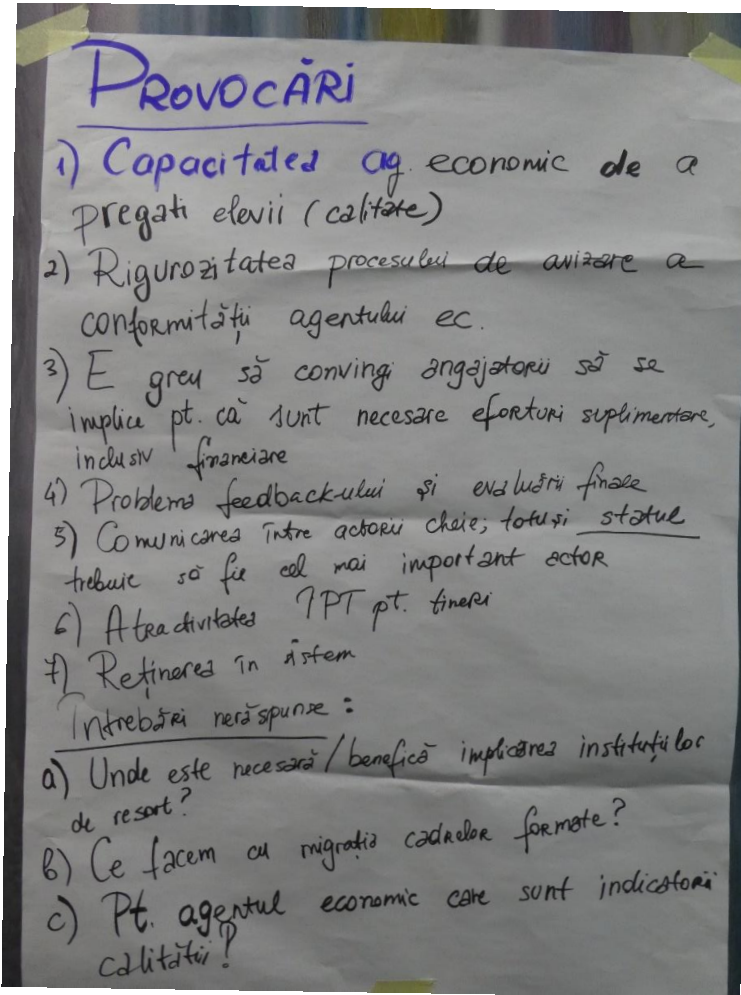 PROVOCĂRI
1) Capacitatea ag. economic de a
pregati elevii (calitate)
2) Rigurozitatea procesului de avizare a
conformității agentului ec.
3) E greu să convingi angajatorii să se
implice pt. că sunt necesare eforturi suplimentare,
inclusiv financiare
4) Problema feedback-ului și evaluării finale
5) Comunicarea între actorii cheie; totuși statul
trebuie să fie cel mai important actor
6) Atractivitatea ÎPT pt. tineri
7) Reținerea în sistem
Întrebări nerăspunse:
a) Unde este necesară/benefică implicarea instituțiilor
de resort?
b) Ce facem cu migrația cadrelor formate?
c) Pt. agentul economic care sunt indicatorii
calității?